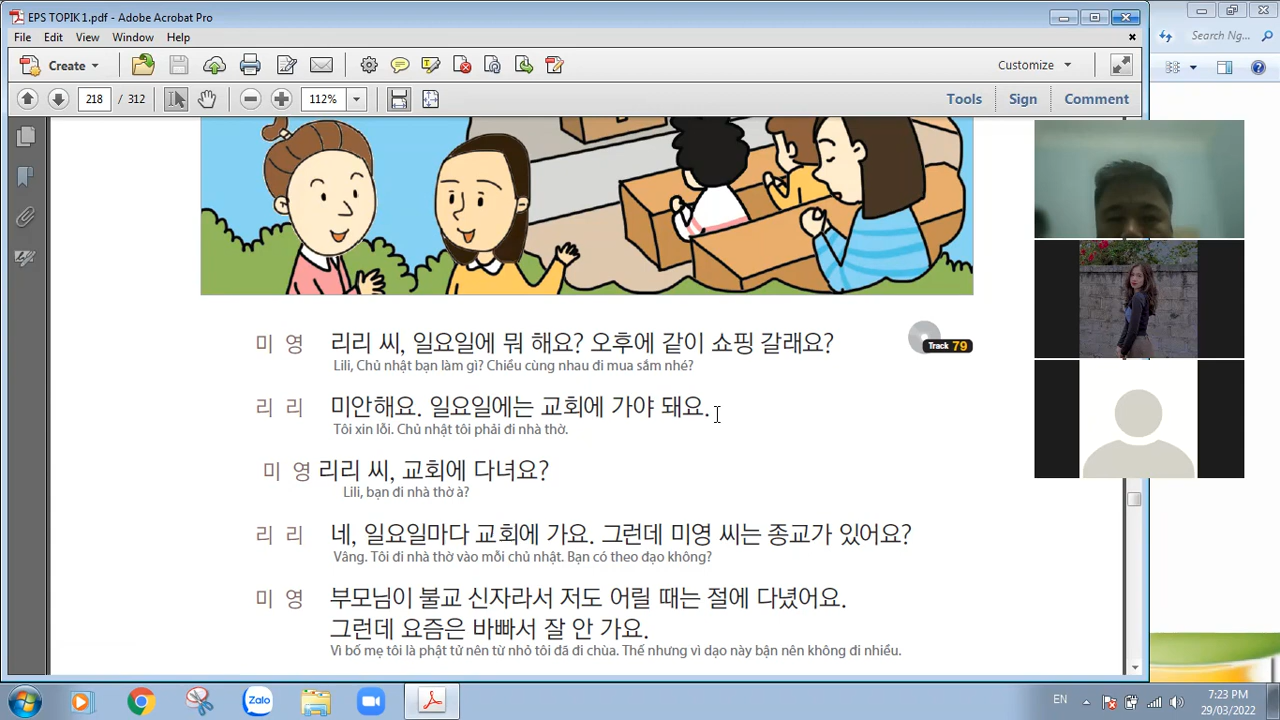 EPS TOPIK 1.pdf - Adobe Acrobat Pro
File Edit View Window Help
Create
Customize
218 / 312
112%
Tools Sign Comment
Search Ng...
미 영 리리 씨, 일요일에 뭐 해요? 오후에 같이 쇼핑 갈래요?
Track 79
Lili, Chủ nhật bạn làm gì? Chiều cùng nhau đi mua sắm nhé?
리 리 미안해요. 일요일에는 교회에 가야 돼요.
Tôi xin lỗi. Chủ nhật tôi phải đi nhà thờ.
미 영 리리 씨, 교회에 다녀요?
Lili, bạn đi nhà thờ à?
리 리 네, 일요일마다 교회에 가요. 그런데 미영 씨는 종교가 있어요?
Vâng. Tôi đi nhà thờ vào mỗi chủ nhật. Bạn có theo đạo không?
미 영 부모님이 불교 신자라서 저도 어릴 때는 절에 다녔어요.
그런데 요즘은 바빠서 잘 안 가요.
Vì bố mẹ tôi là phật tử nên từ nhỏ tôi đã đi chùa. Thế nhưng vì dạo này bận nên không đi nhiều.
Zalo
EN
7:23 PM
29/03/2022